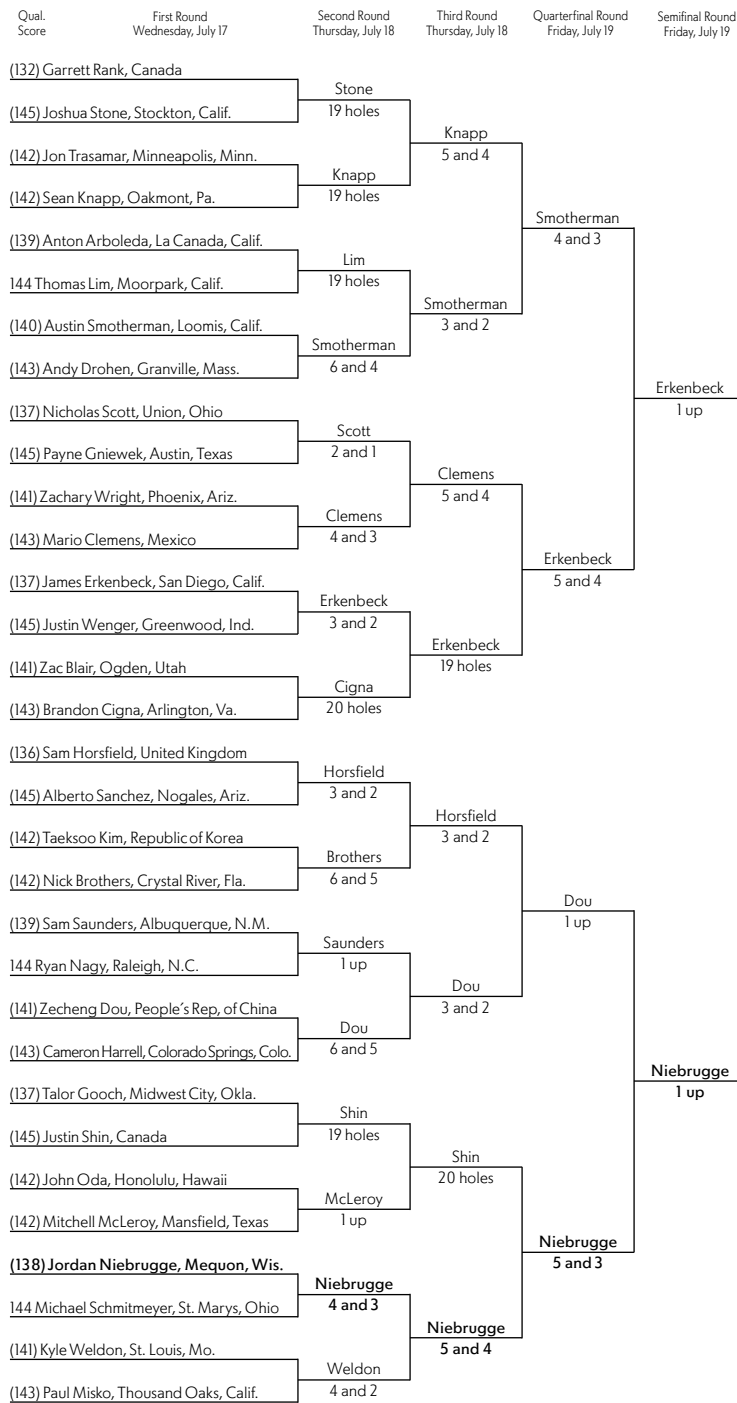 Qual.
Score
First Round
Wednesday, July 17
Second Round
Thursday, July 18
Third Round
Thursday, July 18
Quarterfinal Round
Friday, July 19
Semifinal Round
Friday, July 19
(132) Garrett Rank, Canada
(145) Joshua Stone, Stockton, Calif.
(142) Jon Trasamar, Minneapolis, Minn.
(142) Sean Knapp, Oakmont, Pa.
(139) Anton Arboleda, La Canada, Calif.
144 Thomas Lim, Moorpark, Calif.
(140) Austin Smotherman, Loomis, Calif.
(143) Andy Drohen, Granville, Mass.
(137) Nicholas Scott, Union, Ohio
(145) Payne Gniewek, Austin, Texas
(141) Zachary Wright, Phoenix, Ariz.
(143) Mario Clemens, Mexico
(137) James Erkenbeck, San Diego, Calif.
(145) Justin Wenger, Greenwood, Ind.
(141) Zac Blair, Ogden, Utah
(143) Brandon Cigna, Arlington, Va.
(136) Sam Horsfield, United Kingdom
(145) Alberto Sanchez, Nogales, Ariz.
(142) Taeksoo Kim, Republic of Korea
(142) Nick Brothers, Crystal River, Fla.
(139) Sam Saunders, Albuquerque, N.M.
144 Ryan Nagy, Raleigh, N.C.
(141) Zecheng Dou, People's Rep, of China
(143) Cameron Harrell, Colorado Springs, Colo.
(137) Talor Gooch, Midwest City, Okla.
(145) Justin Shin, Canada
(142) John Oda, Honolulu, Hawaii
(142) Mitchell McLeroy, Mansfield, Texas
(138) Jordan Niebrugge, Mequon, Wis.
144 Michael Schmitmeyer, St. Marys, Ohio
(141) Kyle Weldon, St. Louis, Mo.
(143) Paul Misko, Thousand Oaks, Calif.
Stone
19 holes
Knapp
19 holes
Lim
19 holes
Smotherman
6 and 4
Scott
2 and 1
Clemens
4 and 3
Erkenbeck
3 and 2
Cigna
20 holes
Horsfield
3 and 2
Brothers
6 and 5
Saunders
1 up
Dou
6 and 5
Shin
19 holes
McLeroy
1 up
Niebrugge
4 and 3
Weldon
4 and 2
Knapp
5 and 4
Smotherman
3 and 2
Clemens
5 and 4
Erkenbeck
19 holes
Horsfield
3 and 2
Dou
3 and 2
Shin
20 holes
Niebrugge
5 and 4
Smotherman
4 and 3
Erkenbeck
5 and 4
Dou
1 up
Niebrugge
5 and 3
Erkenbeck
1 up
Niebrugge
1 up